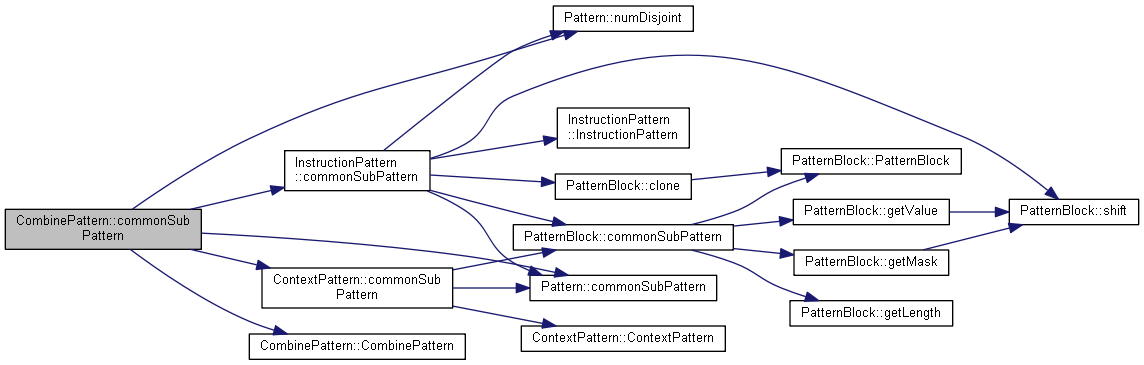 Pattern::numDisjoint
InstructionPattern
::InstructionPattern
InstructionPattern
::commonSubPattern
PatternBlock::PatternBlock
PatternBlock::clone
CombinePattern::commonSub
Pattern
PatternBlock::getValue
PatternBlock::shift
PatternBlock::commonSubPattern
PatternBlock::getMask
ContextPattern::commonSub
Pattern
Pattern::commonSubPattern
PatternBlock::getLength
CombinePattern::CombinePattern
ContextPattern::ContextPattern